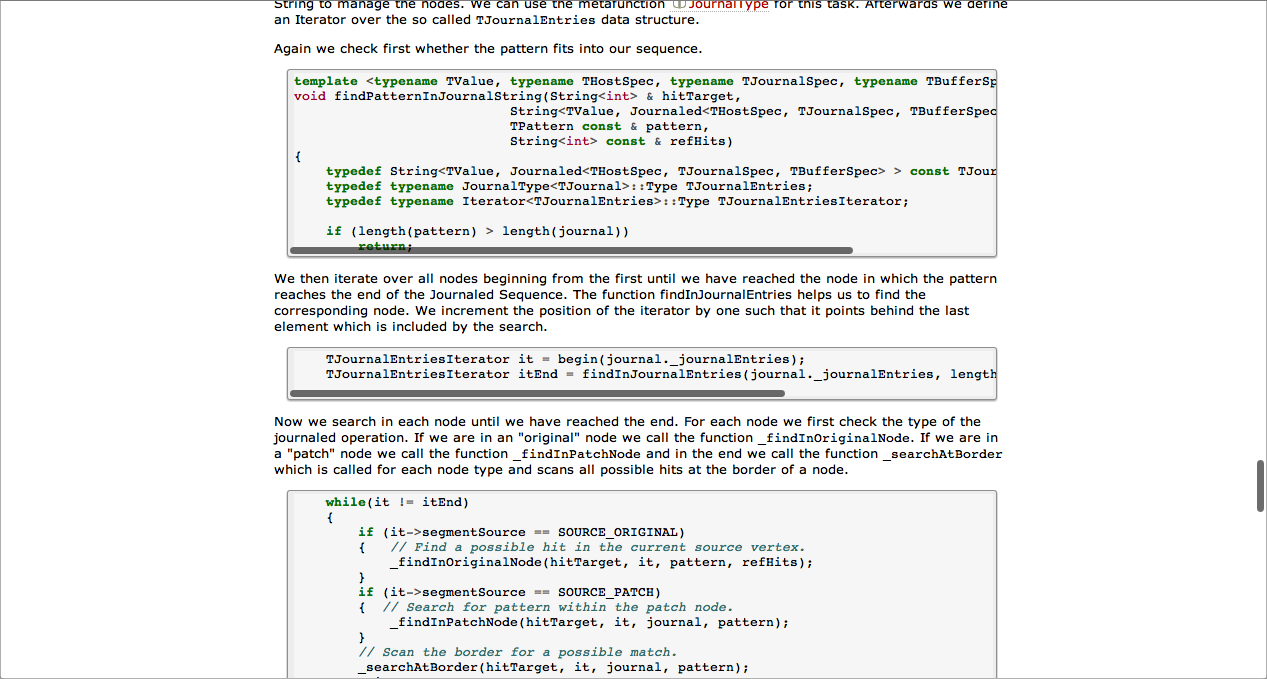 String to manage the nodes. We can use the metafunction JournalType for this task. Afterwards we define
an Iterator over the so called TJournalEntries data structure.
Again we check first whether the pattern fits into our sequence.
template <typename TValue, typename THostSpec, typename TJournalSpec, typename TBufferSp
void findPatternInJournalString(String<int> & hitTarget,
String<TValue, Journaled<THostSpec, TJournalSpec, TBufferSpec
TPattern const & pattern,
String<int> const & refHits)
{
typedef String<TValue, Journaled<THostSpec, TJournalSpec, TBufferSpec> > const TJour
typedef typename JournalType<TJournal>::Type TJournalEntries;
typedef typename Iterator<TJournalEntries>::Type TJournalEntriesIterator;
if (length(pattern) > length(journal))
return;
We then iterate over all nodes beginning from the first until we have reached the node in which the pattern
reaches the end of the Journaled Sequence. The function findInJournalEntries helps us to find the
corresponding node. We increment the position of the iterator by one such that it points behind the last
element which is included by the search.
TJournalEntriesIterator it = begin(journal._journalEntries);
TJournalEntriesIterator itEnd = findInJournalEntries(journal._journalEntries, length
Now we search in each node until we have reached the end. For each node we first check the type of the
journaled operation. If we are in an "original" node we call the function _findInOriginalNode. If we are in
a "patch" node we call the function _findInPatchNode and in the end we call the function _searchAtBorder
which is called for each node type and scans all possible hits at the border of a node.
while(it != itEnd)
{
if (it->segmentSource == SOURCE_ORIGINAL)
{ // Find a possible hit in the current source vertex.
_findInOriginalNode(hitTarget, it, pattern, refHits);
}
if (it->segmentSource == SOURCE_PATCH)
{ // Search for pattern within the patch node.
_findInPatchNode(hitTarget, it, journal, pattern);
}
// Scan the border for a possible match.
_searchAtBorder(hitTarget, it, journal, pattern);